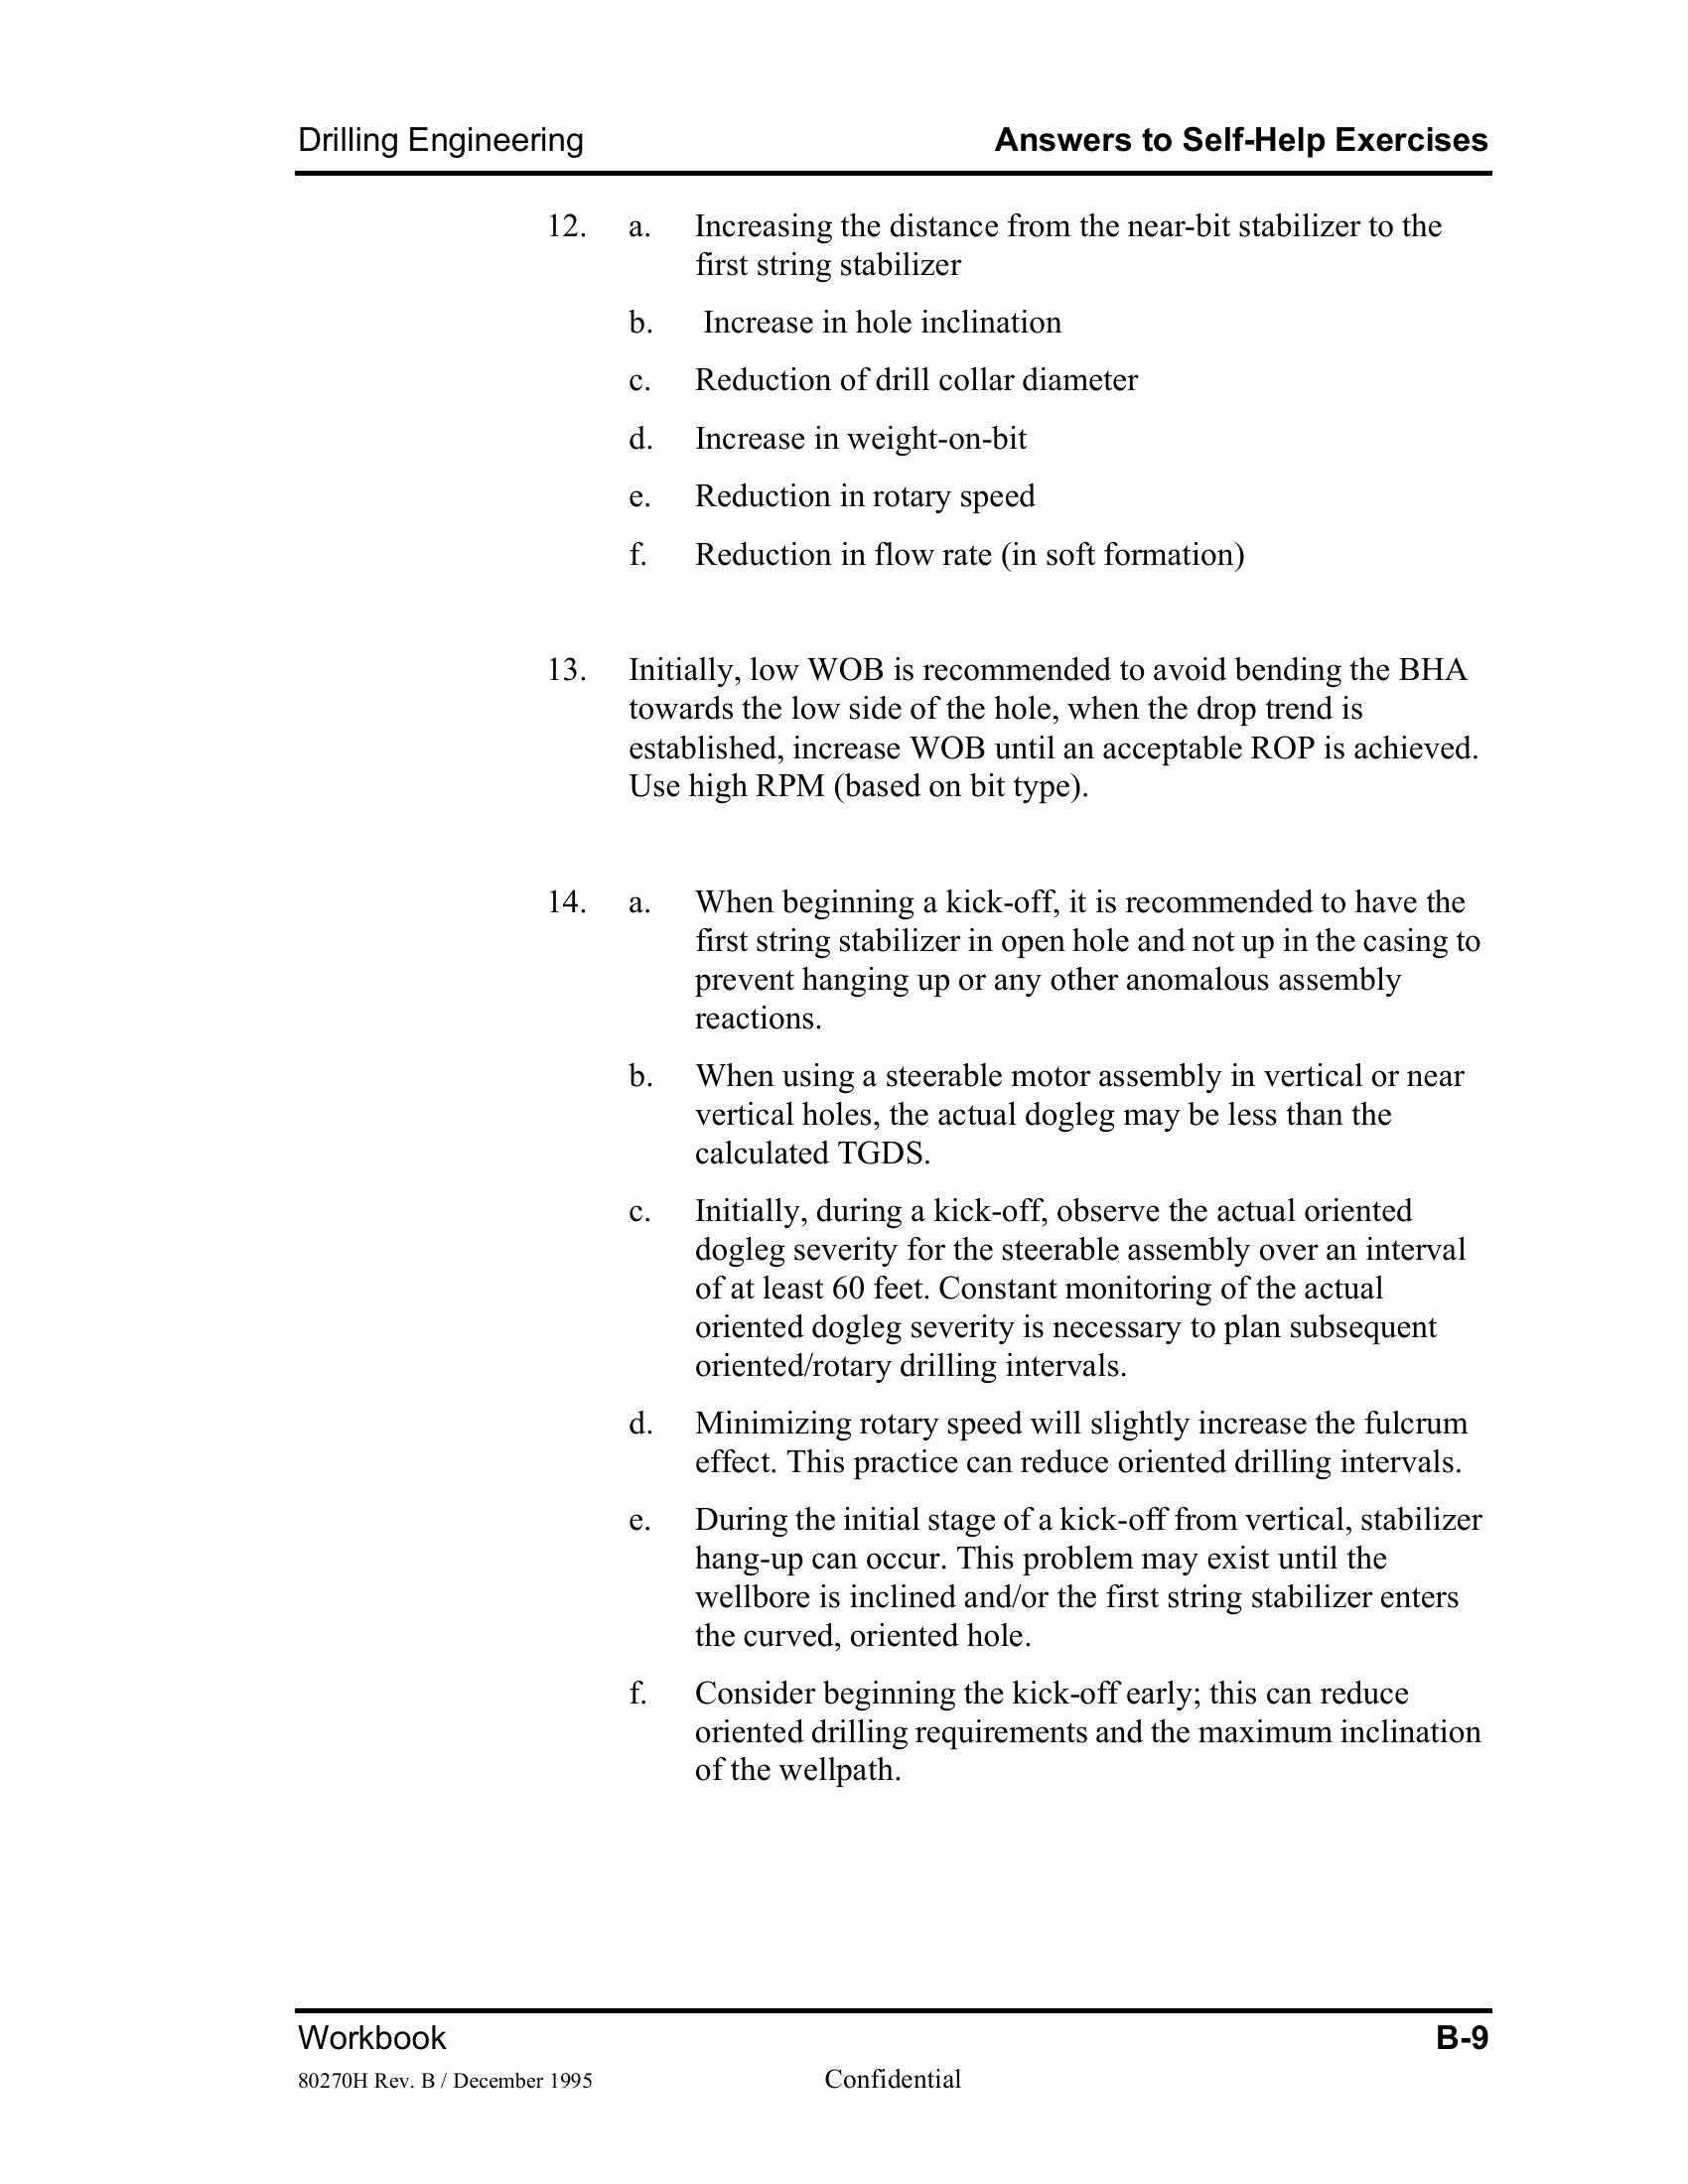 Drilling Engineering Answers to Self-Help Exercises
12. a. Increasing the distance from the near-bit stabilizer to the
first string stabilizer
b. Increase in hole inclination
c. Reduction of drill collar diameter
d. Increase in weight-on-bit
e. Reduction in rotary speed
f. Reduction in flow rate (in soft formation)
13. Initially, low WOB is recommended to avoid bending the BHA
towards the low side of the hole, when the drop trend is
established, increase WOB until an acceptable ROP is achieved.
Use high RPM (based on bit type).
14. a. When beginning a kick-off, it is recommended to have the
first string stabilizer in open hole and not up in the casing to
prevent hanging up or any other anomalous assembly
reactions.
b. When using a steerable motor assembly in vertical or near
vertical holes, the actual dogleg may be less than the
calculated TGDS.
c. Initially, during a kick-off, observe the actual oriented
dogleg severity for the steerable assembly over an interval
of at least 60 feet. Constant monitoring of the actual
oriented dogleg severity is necessary to plan subsequent
oriented/rotary drilling intervals.
d. Minimizing rotary speed will slightly increase the fulcrum
effect. This practice can reduce oriented drilling intervals.
e. During the initial stage of a kick-off from vertical, stabilizer
hang-up can occur. This problem may exist until the
wellbore is inclined and/or the first string stabilizer enters
the curved, oriented hole.
f. Consider beginning the kick-off early; this can reduce
oriented drilling requirements and the maximum inclination
of the wellpath.
Workbook B-9
80270H Rev. B / December 1995 Confidential